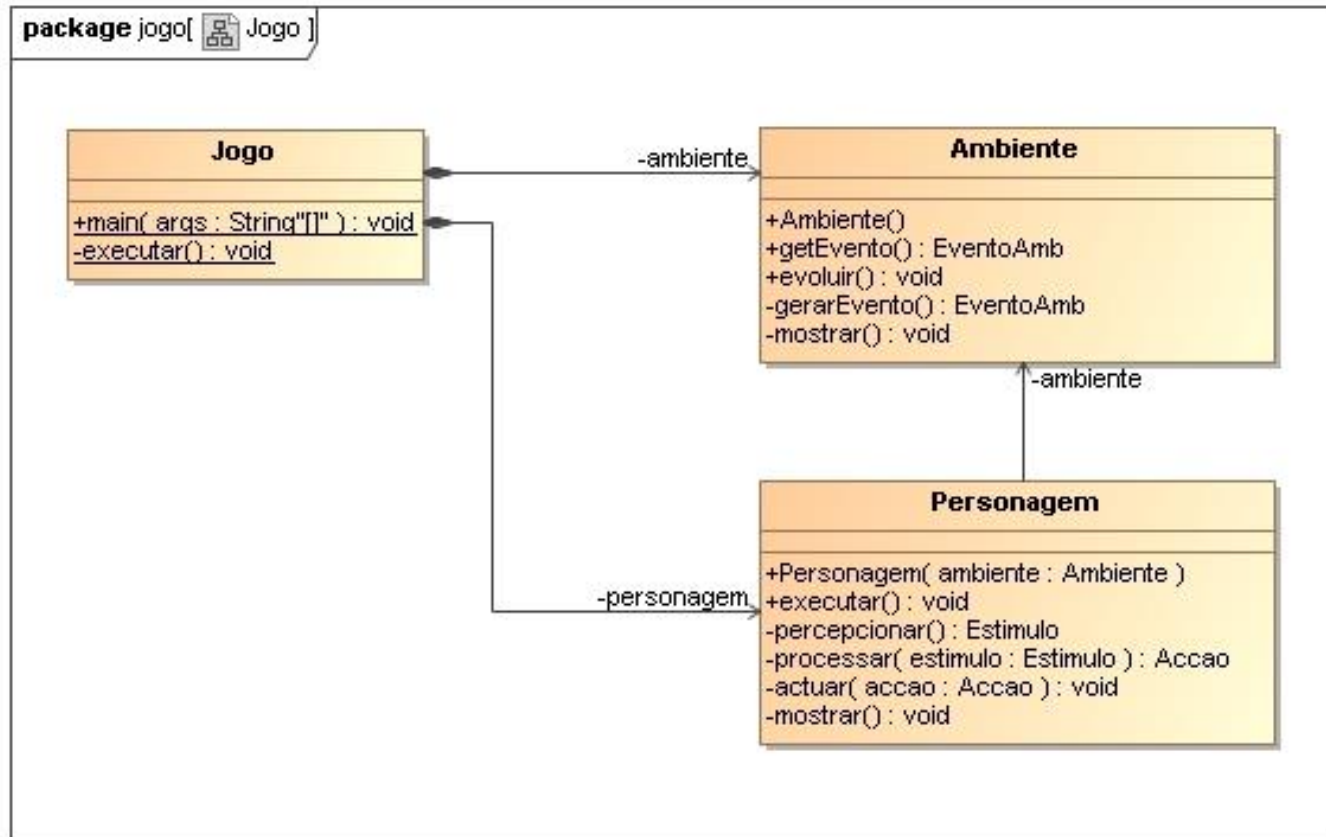 package jogo[ Jogo ]
Jogo
+main( args : String"[]" ) : void
-executar() : void
-ambiente
Ambiente
+Ambiente()
+getEvento() : EventoAmb
+evoluir() : void
-gerarEvento() : EventoAmb
-mostrar() : void
-ambiente
-personagem
Personagem
+Personagem( ambiente : Ambiente )
+executar() : void
-percepcionar() : Estimulo
-processar( estimulo : Estimulo ) : Accao
-actuar( accao : Accao ) : void
-mostrar() : void